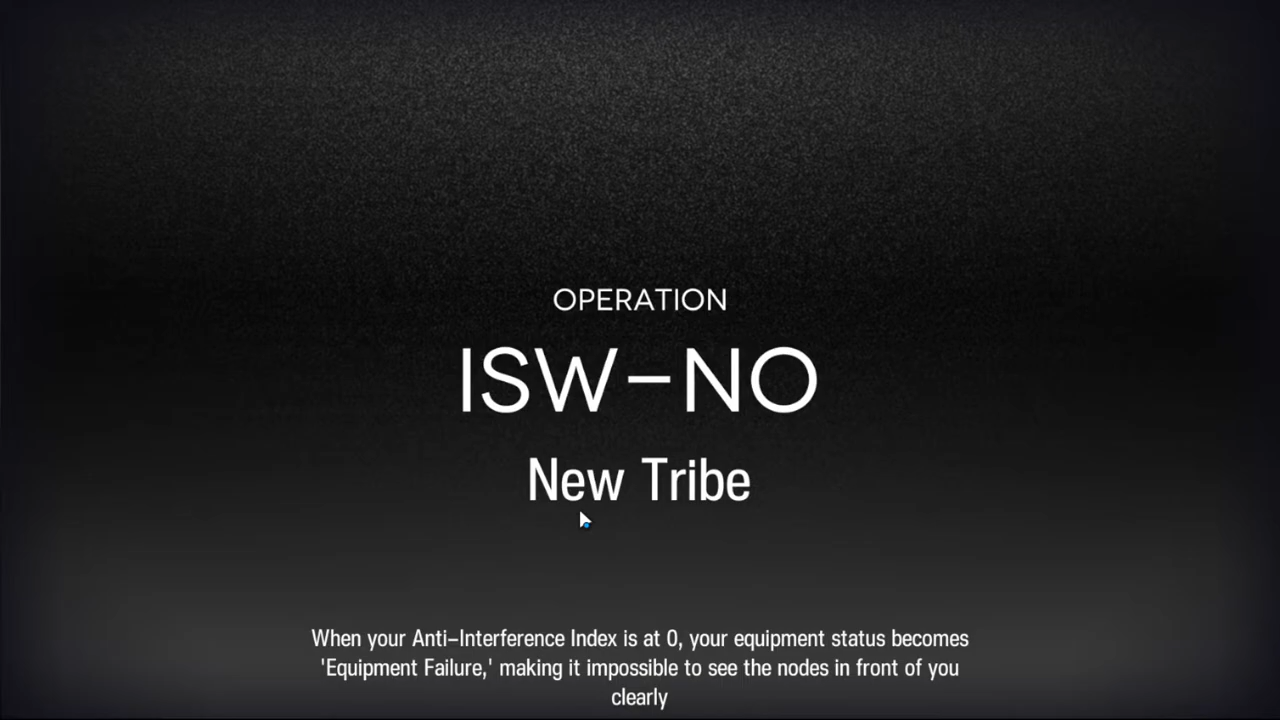 OPERATION
ISW-NO
New Tribe
When your Anti-Interference Index is at 0, your equipment status becomes
'Equipment Failure,' making it impossible to see the nodes in front of you
clearly